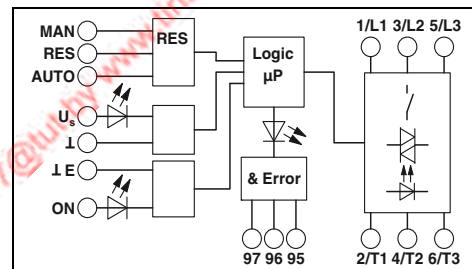 MAN
RES
AUTO
Us
⊥
⊥ E
ON
RES
Logic
µP
& Error
97 96 95
1/L1 3/L2 5/L3
2/T1 4/T2 6/T3